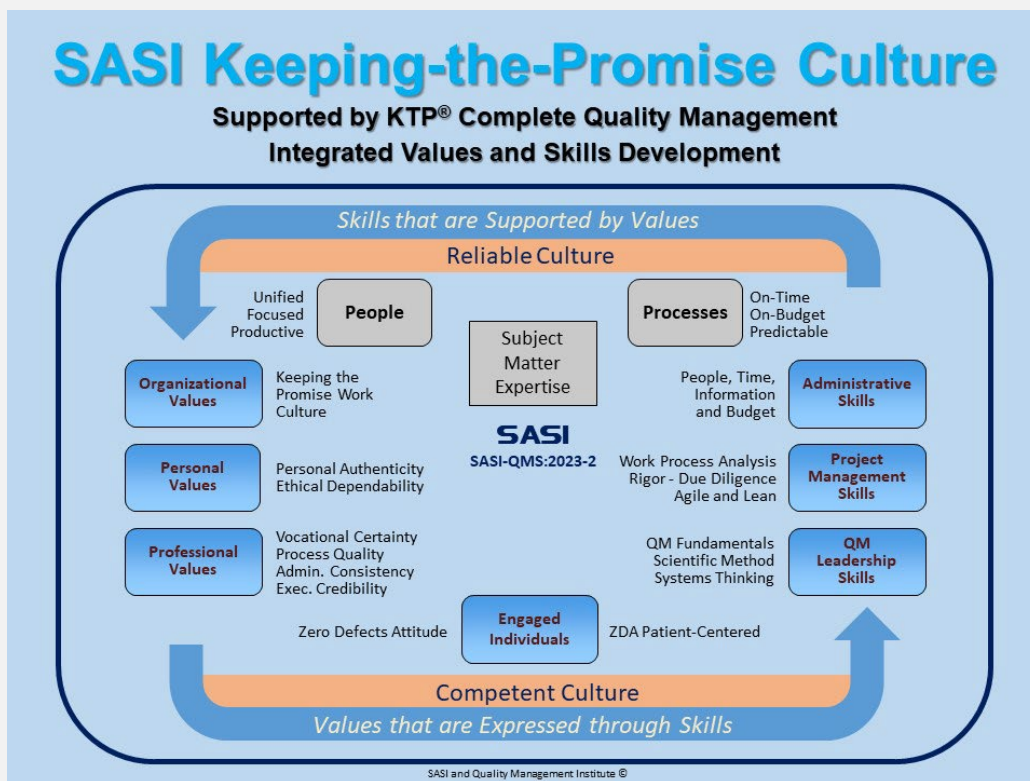 SASI Keeping-the-Promise Culture
Supported by KTP® Complete Quality Management
Integrated Values and Skills Development
Skills that are Supported by Values
Reliable Culture
Unified
Focused
Productive
People
Processes
On-Time
On-Budget
Predictable
Subject
Matter
Expertise
SASI
SASI-QMS:2023-2
Organizational
Values
Keeping the
Promise Work
Culture
People, Time,
Information
and Budget
Administrative
Skills
Personal
Values
Personal Authenticity
Ethical Dependability
Work Process Analysis
Rigor - Due Diligence
Agile and Lean
Project
Management
Skills
Professional
Values
Vocational Certainty
Process Quality
Admin. Consistency
Exec. Credibility
QM Fundamentals
Scientific Method
Systems Thinking
QM
Leadership
Skills
Zero Defects Attitude
Engaged
Individuals
ZDA Patient-Centered
Competent Culture
Values that are Expressed through Skills
SASI and Quality Management Institute ©